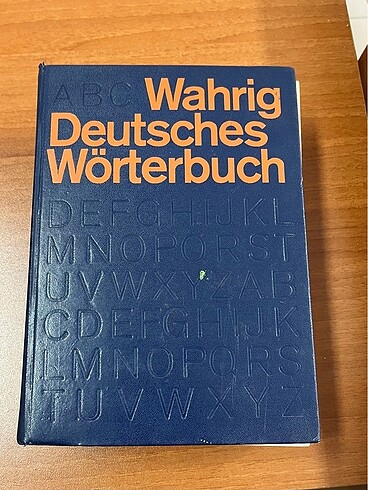 ABC Wahrig
Deutsches
Wörterbuch
DEFGHIJKL
MNOPQRST
UVWXYZAB
CDEFGHIJK
LMNOPQRS
TUVWXYZ